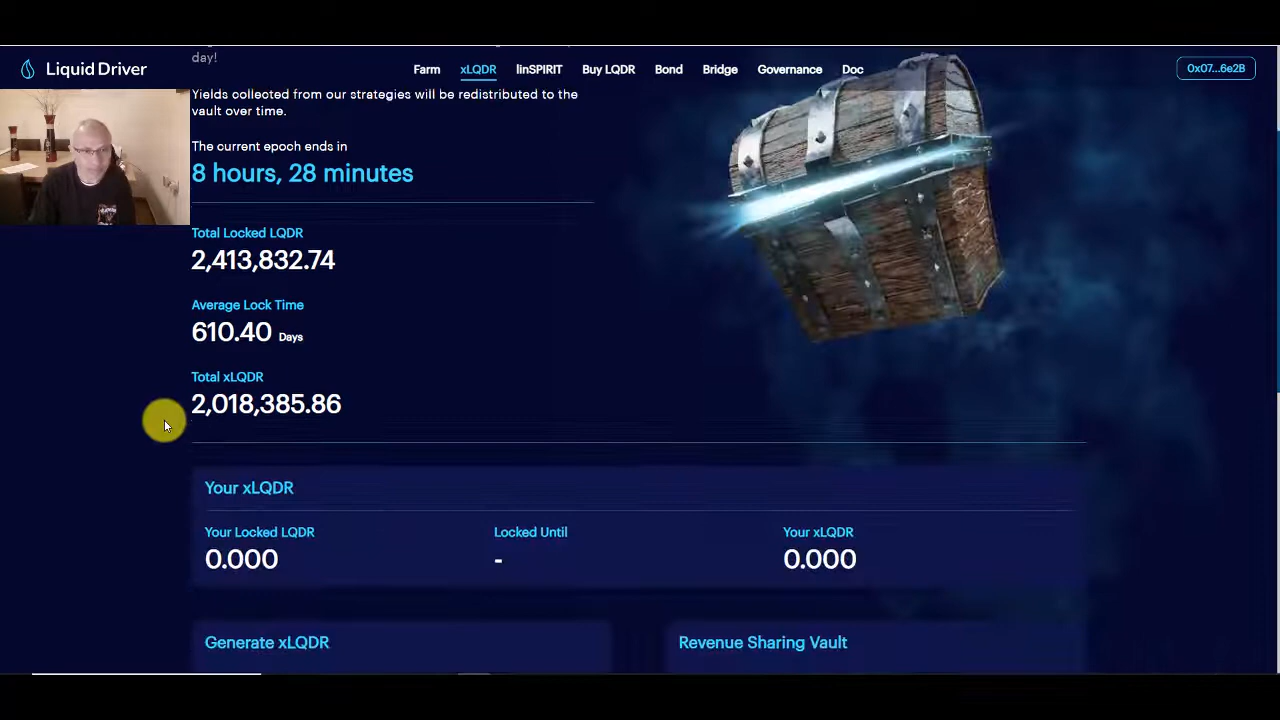 day!
Liquid Driver
Farm xLQDR linSPIRIT Buy LQDR Bond Bridge Governance Doc
0x07...6e2B
Yields collected from our strategies will be redistributed to the
vault over time.
The current epoch ends in
8 hours, 28 minutes
Total Locked LQDR
2,413,832.74
Average Lock Time
610.40 Days
Total xLQDR
2,018,385.86
Your xLQDR
Your Locked LQDR Locked Until Your xLQDR
0.000 - 0.000
Generate xLQDR Revenue Sharing Vault